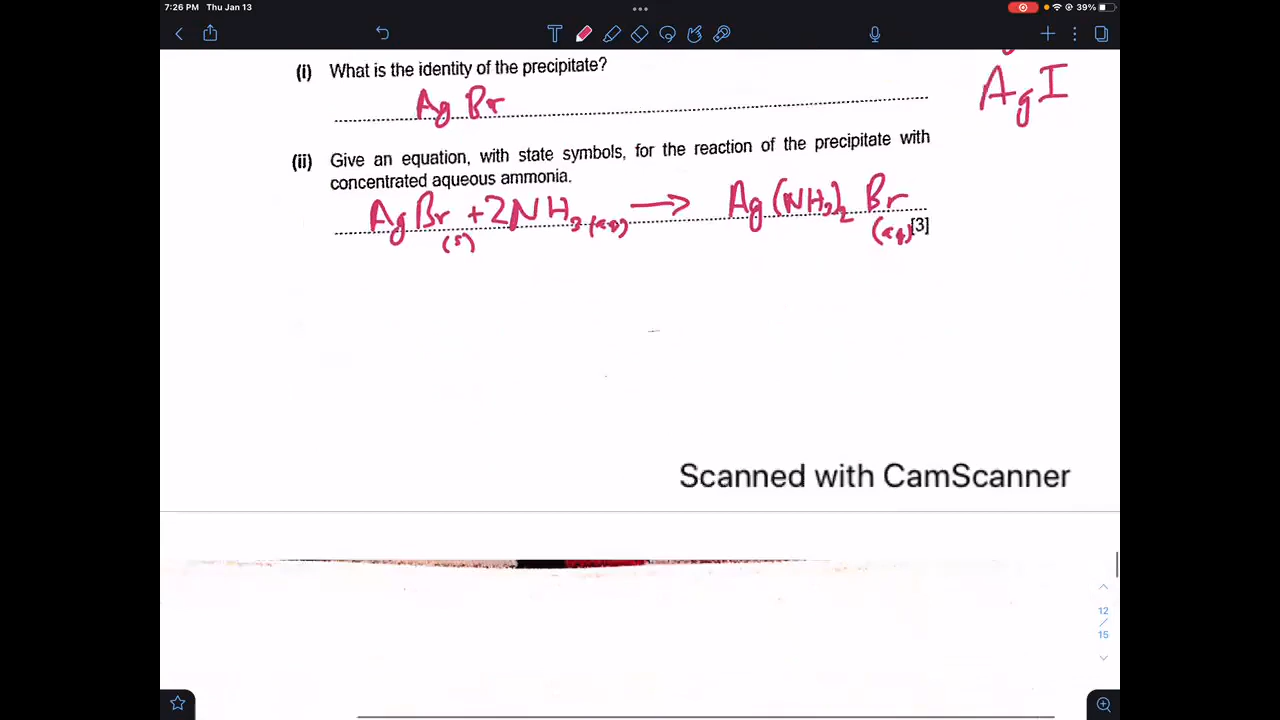 7:26 PM Thu Jan 13
39%
(i) What is the identity of the precipitate?
AgBr
AgI
(ii) Give an equation, with state symbols, for the reaction of the precipitate with
concentrated aqueous ammonia.
AgBr(s) + 2NH3(aq) → Ag(NH3)2Br(aq)
[3]
Scanned with CamScanner
12
/
15